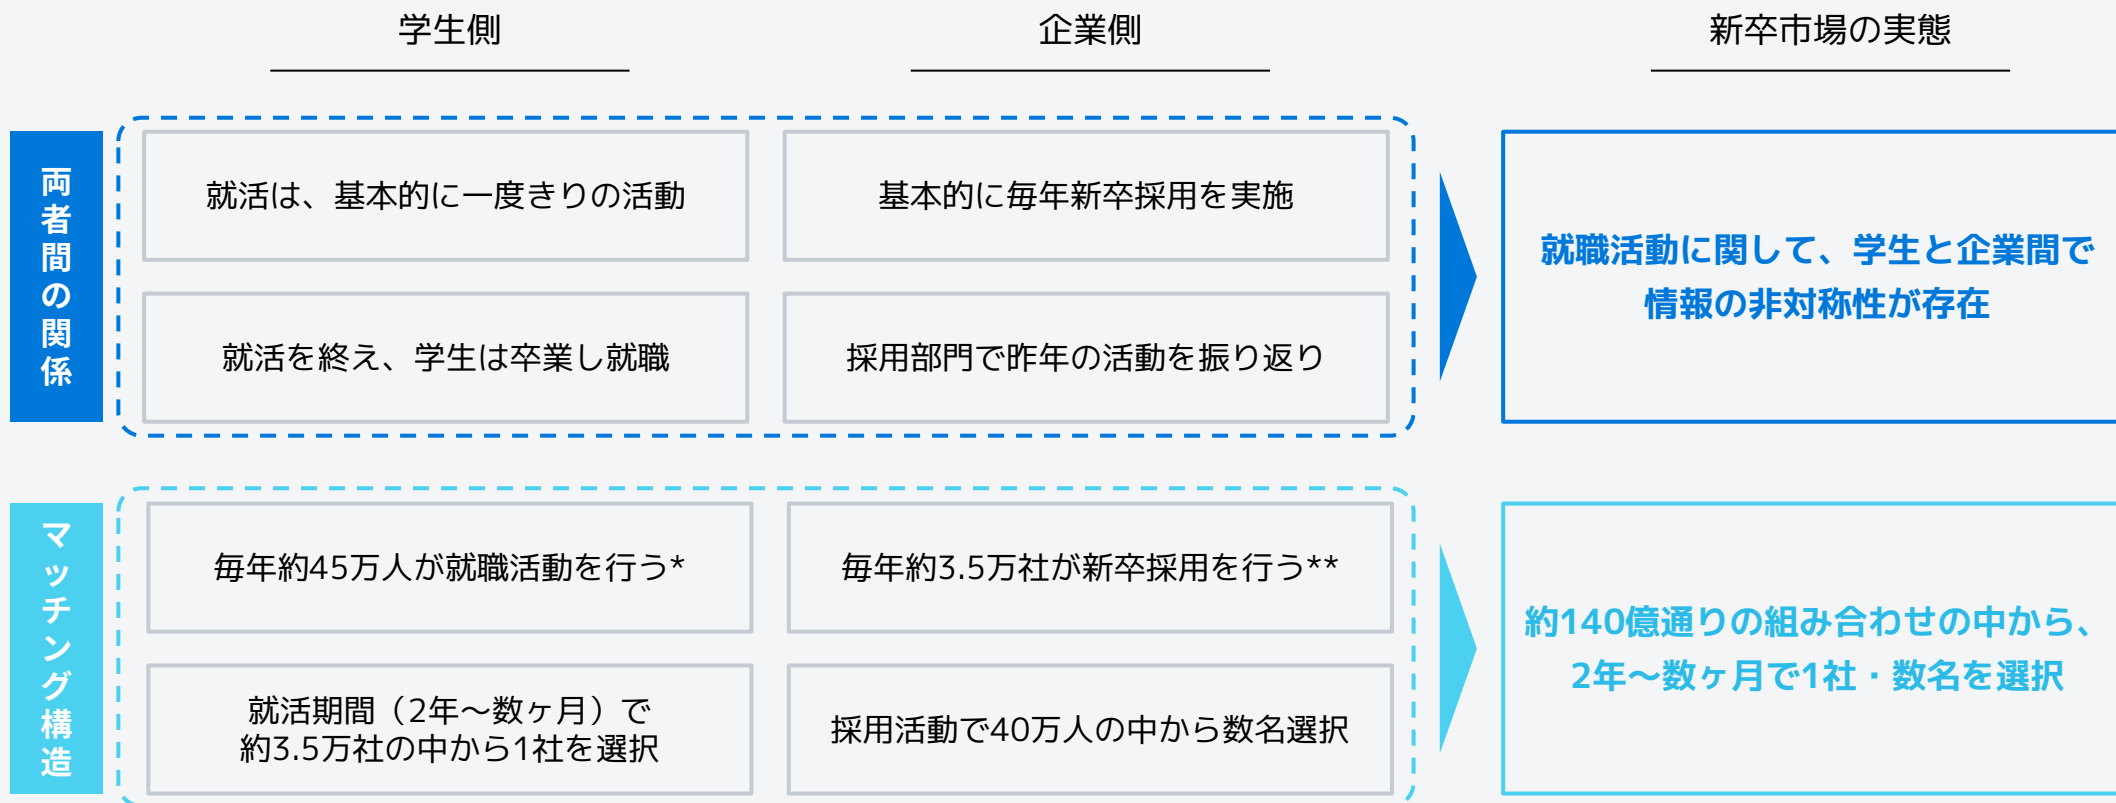 学生側
企業側
新卒市場の実態
両者間の関係
就活は、基本的に一度きりの活動
基本的に毎年新卒採用を実施
就活を終え、学生は卒業し就職
採用部門で昨年の活動を振り返り
就職活動に関して、学生と企業間で
情報の非対称性が存在
マッチング構造
毎年約45万人が就職活動を行う*
毎年約3.5万社が新卒採用を行う**
就活期間（2年～数ヶ月）で
約3.5万社の中から1社を選択
採用活動で40万人の中から数名選択
約140億通りの組み合わせの中から、
2年～数ヶ月で1社・数名を選択